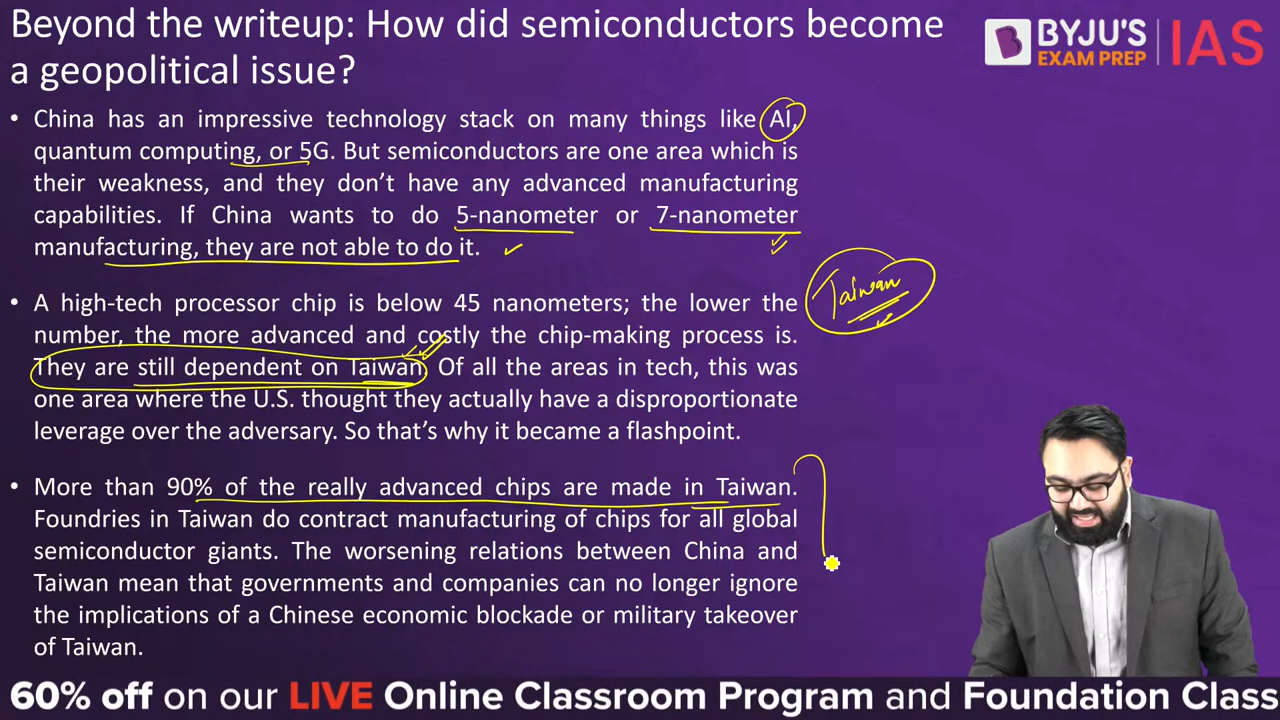 Beyond the writeup: How did semiconductors become
a geopolitical issue?
BYJU'S
EXAM PREP
IAS
• China has an impressive technology stack on many things like AI,
quantum computing, or 5G. But semiconductors are one area which is
their weakness, and they don't have any advanced manufacturing
capabilities. If China wants to do 5-nanometer or 7-nanometer
manufacturing, they are not able to do it.
• A high-tech processor chip is below 45 nanometers; the lower the
number, the more advanced and costly the chip-making process is.
They are still dependent on Taiwan. Of all the areas in tech, this was
one area where the U.S. thought they actually have a disproportionate
leverage over the adversary. So that's why it became a flashpoint.
Taiwan
• More than 90% of the really advanced chips are made in Taiwan.
Foundries in Taiwan do contract manufacturing of chips for all global
semiconductor giants. The worsening relations between China and
Taiwan mean that governments and companies can no longer ignore
the implications of a Chinese economic blockade or military takeover
of Taiwan.
60% off on our LIVE Online Classroom Program and Foundation Class